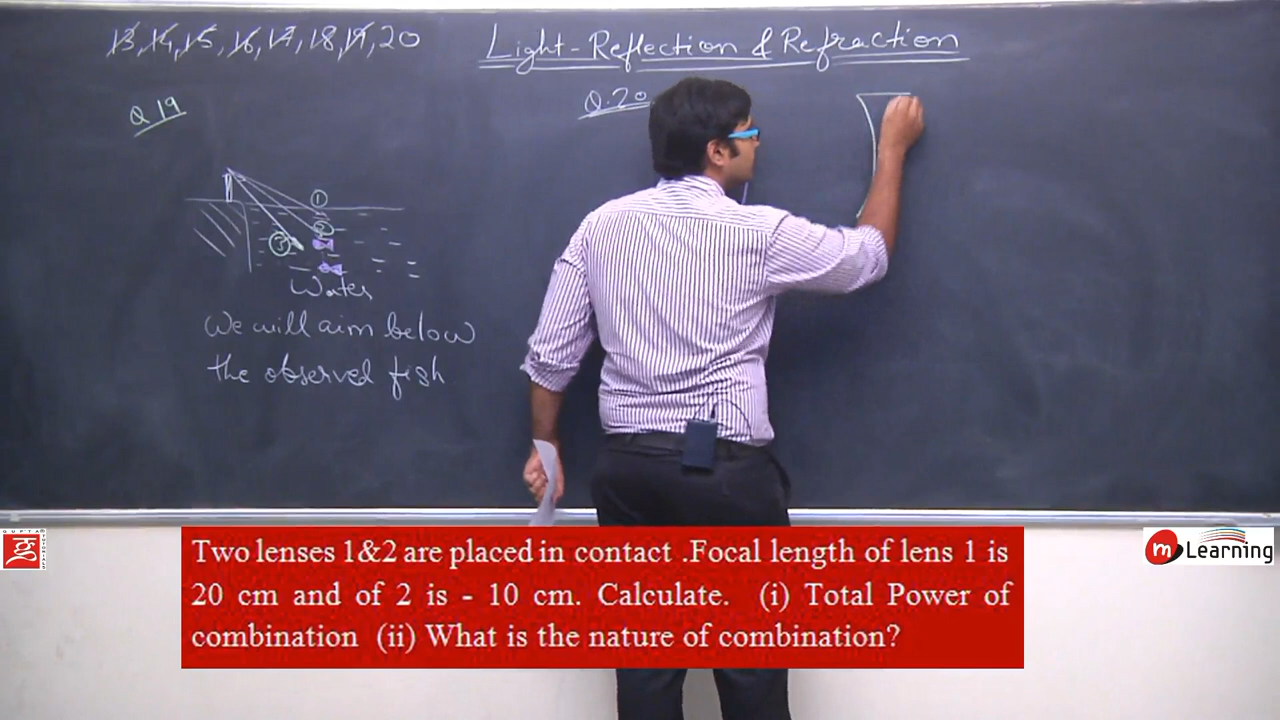 13, 14, 15, 16, 17, 18, 19, 20
Light-Reflection & Refraction
Q 19
Q.20
1
2
3
Water
We will aim below
the observed fish
GUPTA
m Learning
Two lenses 1&2 are placed in contact .Focal length of lens 1 is
20 cm and of 2 is - 10 cm. Calculate. (i) Total Power of
combination (ii) What is the nature of combination?